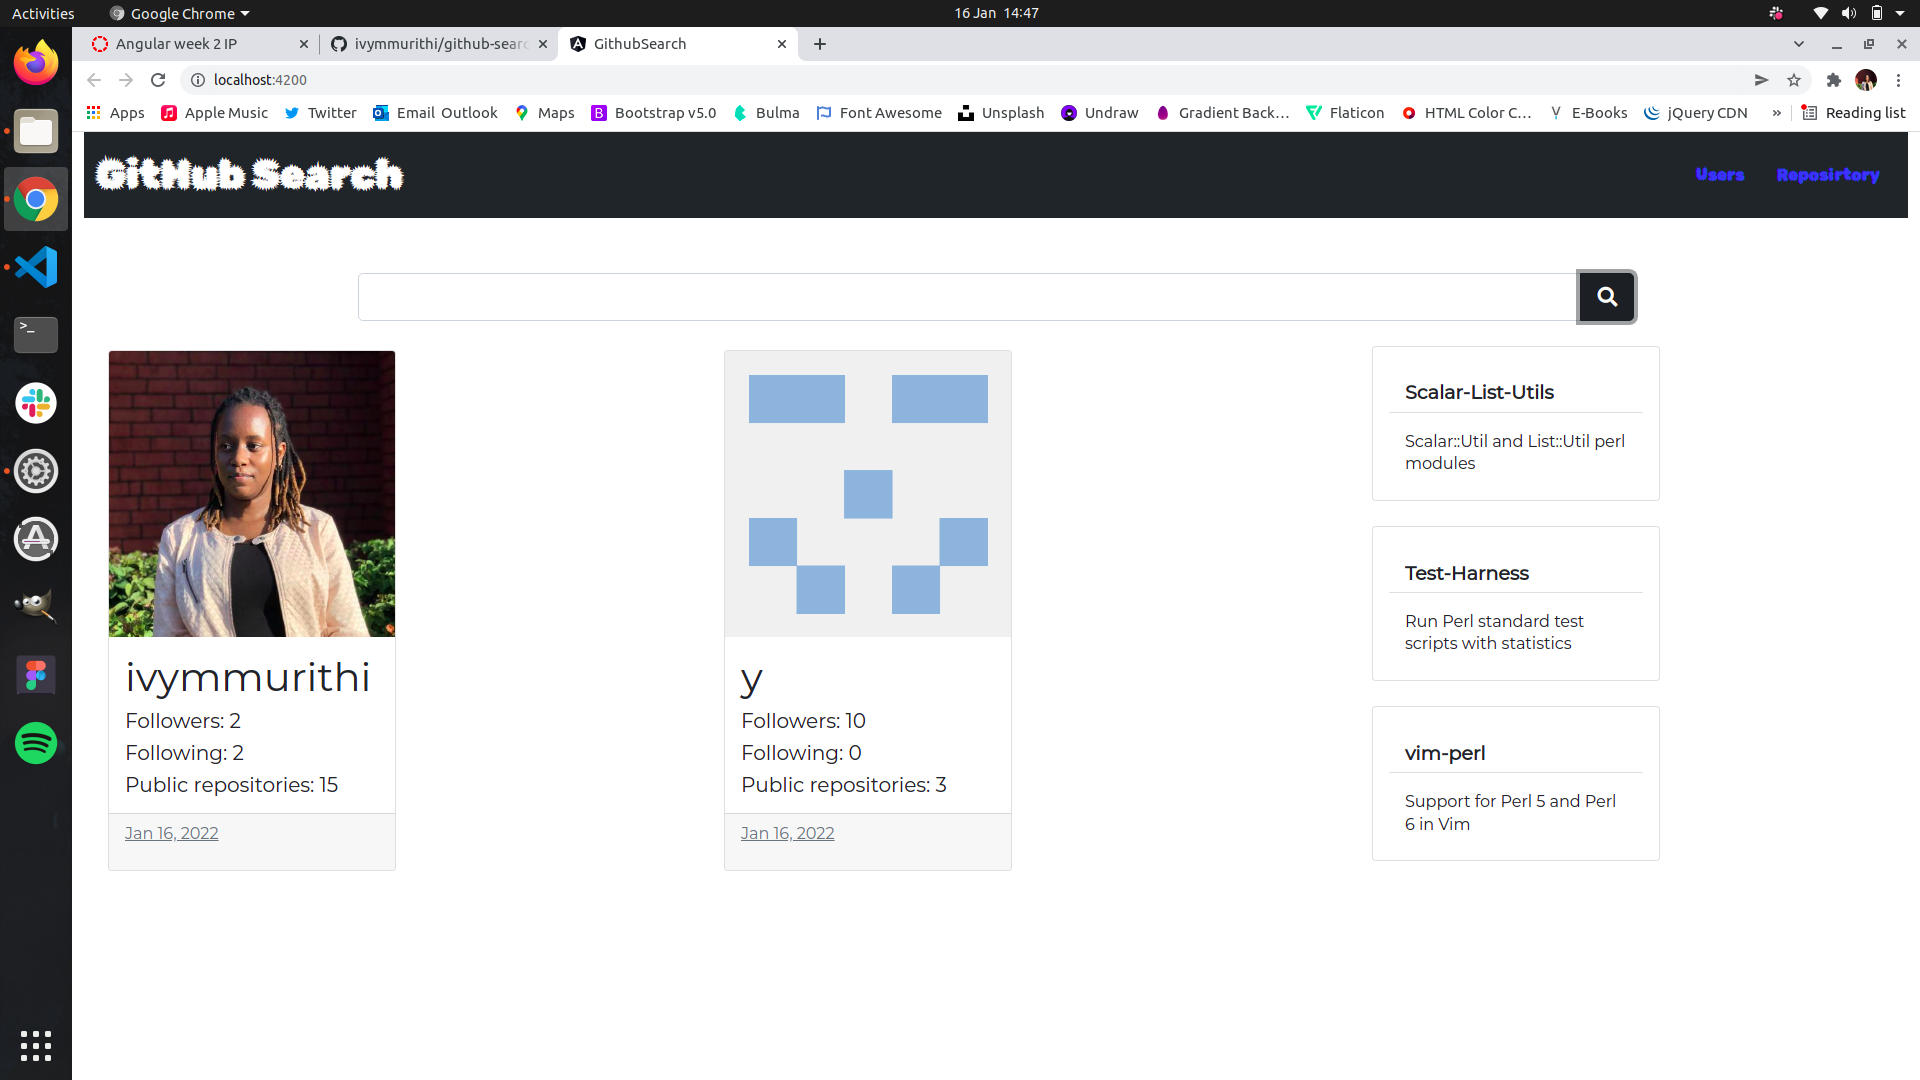 Activities
Google Chrome
16 Jan 14:47
Angular week 2 IP
ivymmurithi/github-sear
GithubSearch
localhost:4200
Apps
Apple Music
Twitter
Email Outlook
Maps
Bootstrap v5.0
Bulma
Font Awesome
Unsplash
Undraw
Gradient Back...
Flaticon
HTML Color C...
E-Books
jQuery CDN
»
Reading list
GitHub Search
Users
Reposirtory
ivymmurithi
Followers: 2
Following: 2
Public repositories: 15
Jan 16, 2022
y
Followers: 10
Following: 0
Public repositories: 3
Jan 16, 2022
Scalar-List-Utils
Scalar::Util and List::Util perl
modules
Test-Harness
Run Perl standard test
scripts with statistics
vim-perl
Support for Perl 5 and Perl
6 in Vim